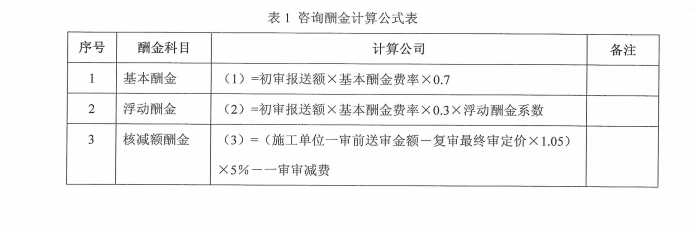 表 1 咨询酬金计算公式表
序号 酬金科目 计算公司 备注
1 基本酬金 （1）=初审报送额×基本酬金费率×0.7
2 浮动酬金 （2）=初审报送额×基本酬金费率×0.3×浮动酬金系数
3 核减额酬金 （3）=（施工单位一审前送审金额－复审最终审定价×1.05）
×5%－一审审减费